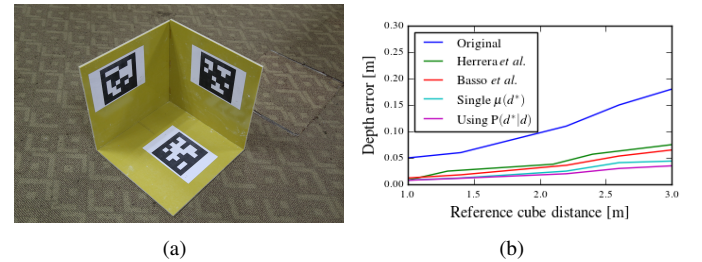 0.30
0.25
0.20
0.15
0.10
0.05
0.00
Depth error [m]
Original
Herrera et al.
Basso et al.
Single μ(d*)
Using P(d*|d)
1.0 1.5 2.0 2.5 3.0
Reference cube distance [m]
(a) (b)